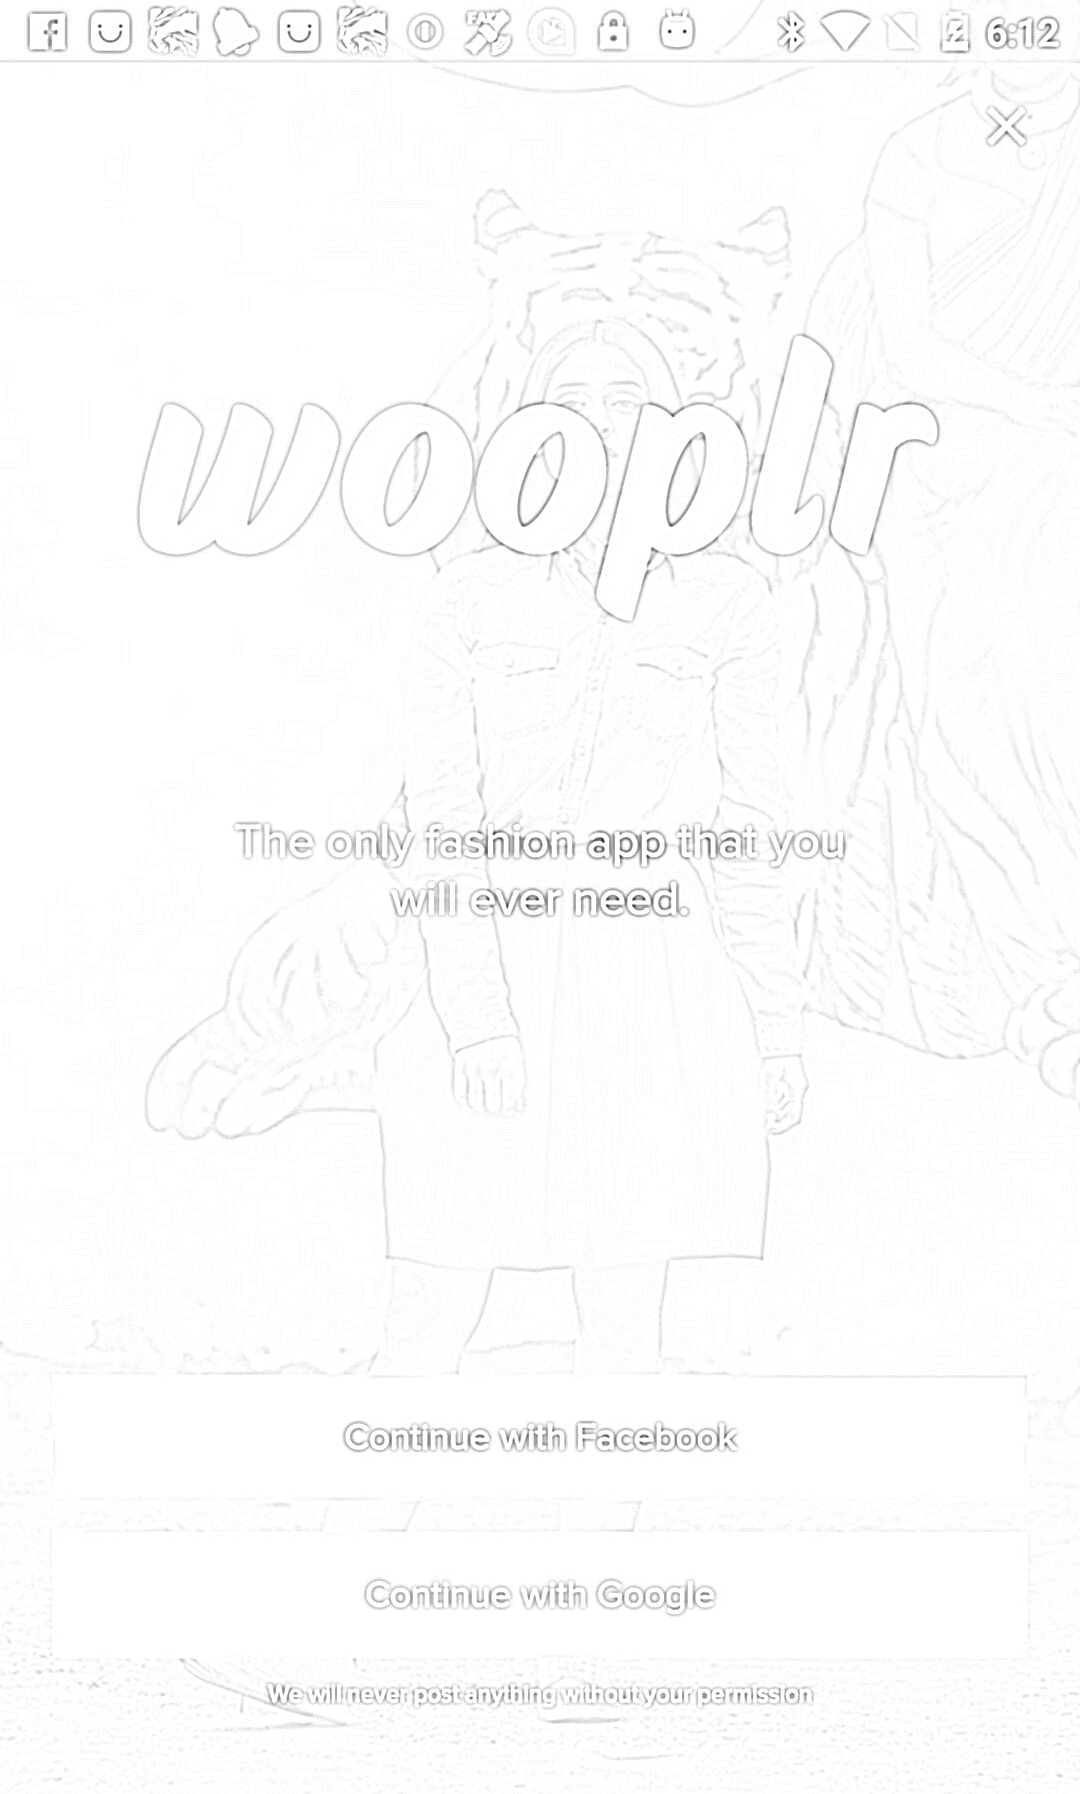 6:12
wooplr
The only fashion app that you
will ever need.
Continue with Facebook
Continue with Google
We will never post anything without your permission